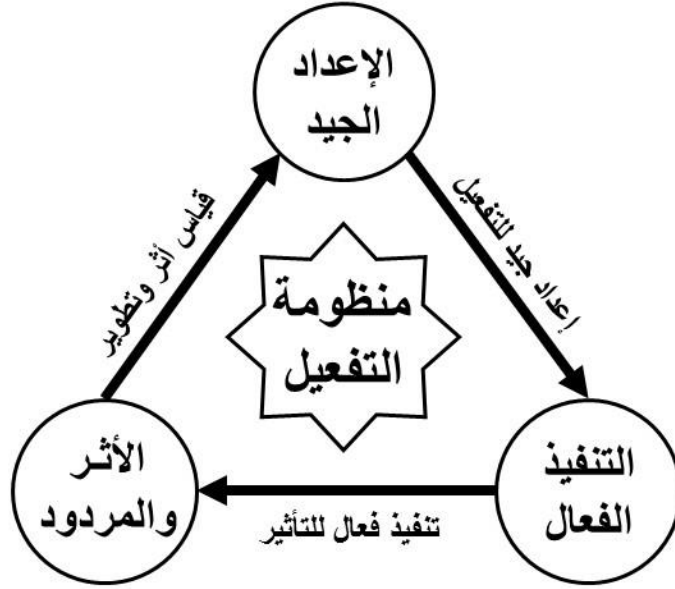 الإعداد
الجيد
إعداد جيد للتفعيل
قياس أثر وتطوير
منظومة
التفعيل
التنفيذ
الفعال
تنفيذ فعال للتأثير
الأثر
والمردود